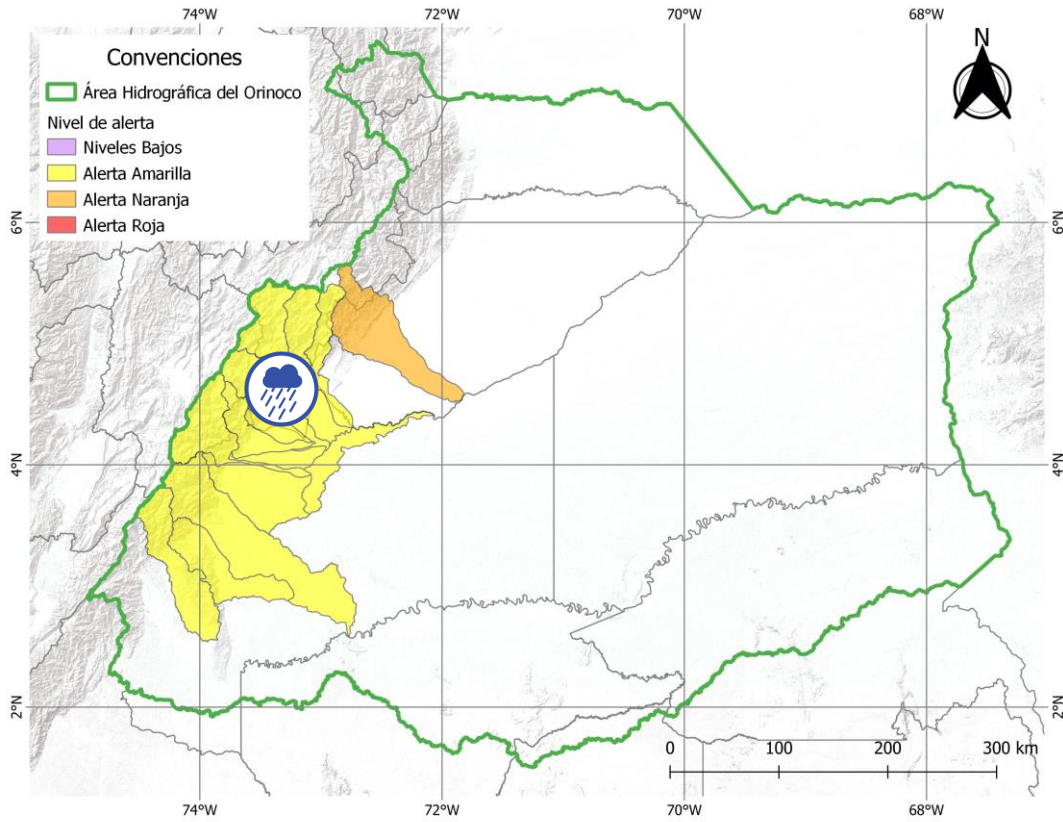 74°W 72°W 70°W 68°W
Convenciones
Área Hidrográfica del Orinoco
Nivel de alerta
Niveles Bajos
Alerta Amarilla
Alerta Naranja
Alerta Roja
N
6°N 6°N
4°N 4°N
2°N 2°N
0 100 200 300 km
74°W 72°W 70°W 68°W